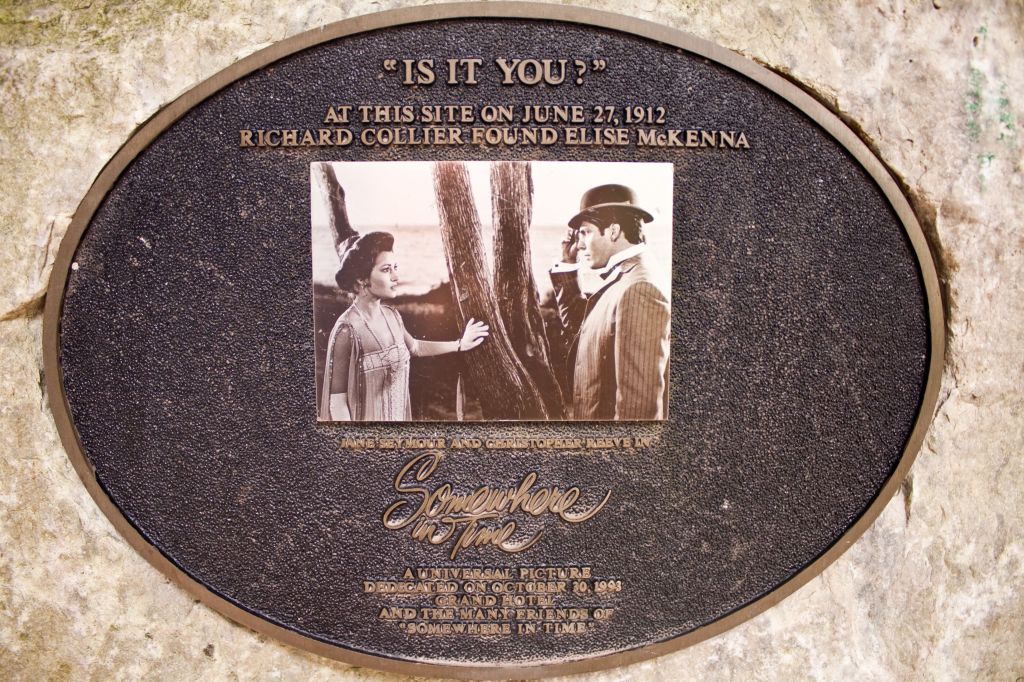 "IS IT YOU?"
AT THIS SITE ON JUNE 27, 1912
RICHARD COLLIER FOUND ELISE McKENNA
JANE SEYMOUR AND CHRISTOPHER REEVE IN
Somewhere
in Time
A UNIVERSAL PICTURE
DEDICATED ON OCTOBER 30, 1993
GRAND HOTEL
AND THE MANY FRIENDS OF
"SOMEWHERE IN TIME"